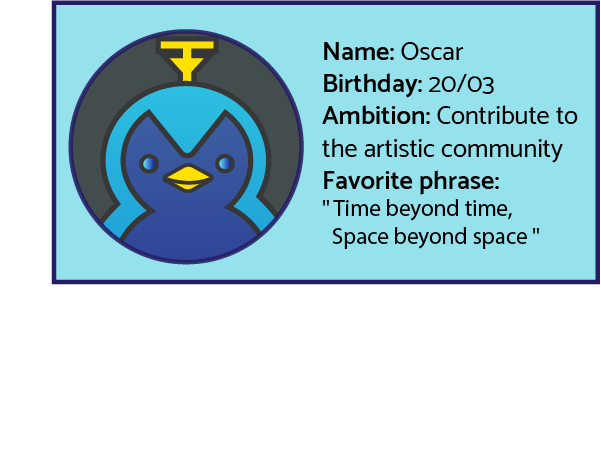 Name: Oscar
Birthday: 20/03
Ambition: Contribute to
the artistic community
Favorite phrase:
" Time beyond time,
Space beyond space "